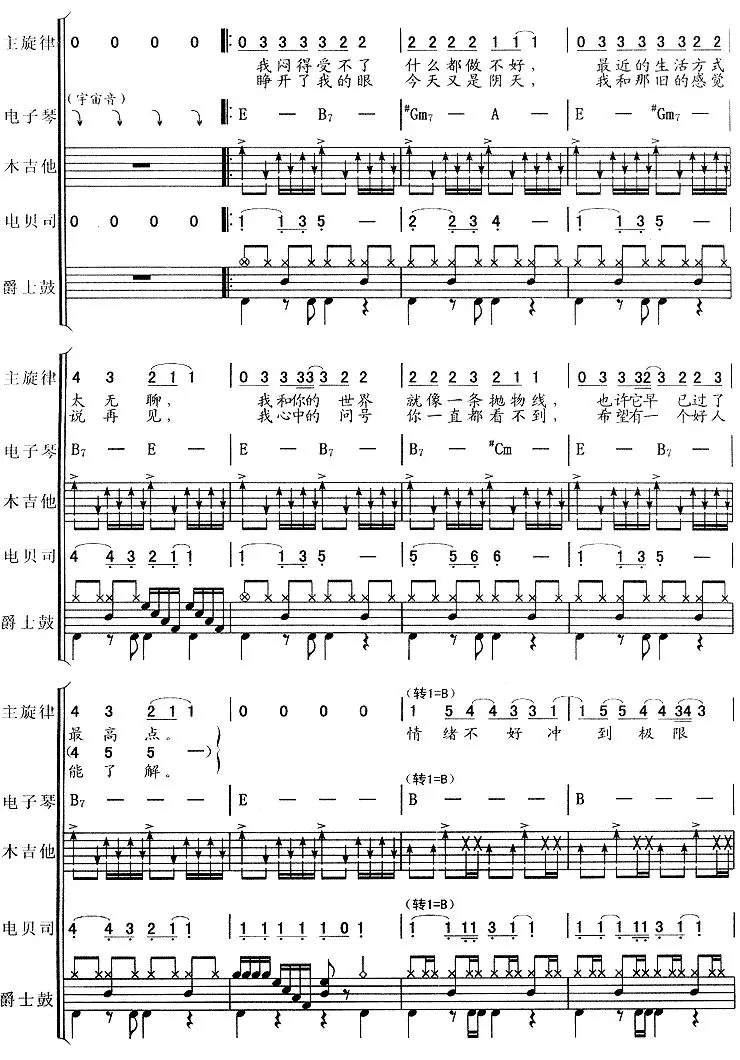 主旋律 0 0 0 0 0 3 3 3 3 2 2 2 2 2 2 1 1 1 0 3 3 3 3 2 2
我闷得受不了 什么都做不好， 最近的生活方式
睁开了我的眼 今天又是阴天， 我和那旧的感觉
(宇宙音)
电子琴 E — B7 — #Gm7 — A — E — #Gm7 —
木吉他
电贝司 0 0 0 0 1 1 3 5 — 2 2 3 4 — 1 1 3 5 —
爵士鼓
主旋律 4 3 2 1 1 0 3 3 3 3 3 2 2 2 2 2 3 2 1 1 0 3 3 3 2 3 2 2 3
太无聊， 我和你的世界 就像一条抛物线， 也许它早已过了
说再见， 我心中的问号 你一直都看不到， 希望有一个好人
电子琴 B7 — E — E — B7 — B7 — #Cm — E — B7 —
木吉他
电贝司 4 4 3 2 1 1 1 1 3 5 — 5 5 6 6 — 1 1 3 5 —
爵士鼓
(转1=B)
主旋律 4 3 2 1 1 0 0 0 0 1 5 4 4 3 3 1 1 5 5 4 4 3 4 3
最高点。 情绪不好冲到极限
(4 5 5 —)
能了解。
(转1=B)
电子琴 B7 — — — E — — — B — — — B — — —
木吉他
(转1=B)
电贝司 4 4 3 2 1 1 1 1 1 1 1 1 0 1 1 1 1 1 3 1 1 1 1 1 1 3 1 1
爵士鼓